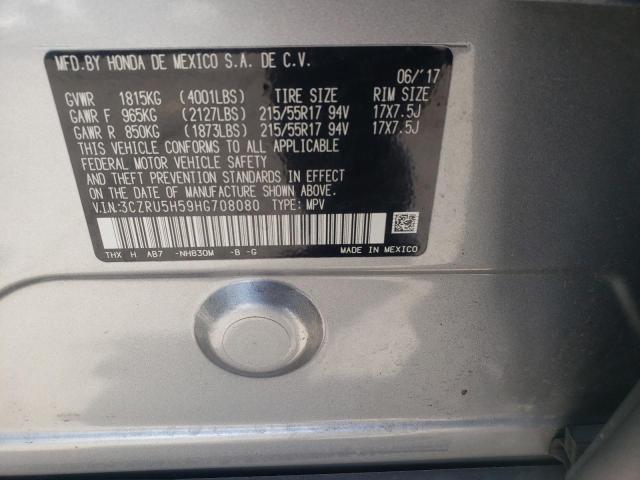 MFD.BY HONDA DE MEXICO S.A. DE C.V.
06/'17
GVWR 1815KG (4001LBS) TIRE SIZE RIM SIZE
GAWR F 965KG (2127LBS) 215/55R17 94V 17X7.5J
GAWR R 850KG (1873LBS) 215/55R17 94V 17X7.5J
THIS VEHICLE CONFORMS TO ALL APPLICABLE
FEDERAL MOTOR VEHICLE SAFETY
AND THEFT PREVENTION STANDARDS IN EFFECT
ON THE DATE OF MANUFACTURE SHOWN ABOVE.
V.I.N.:3CZRU5H59HG708080 TYPE: MPV
THX H AB7 -NH830M -B -G MADE IN MEXICO